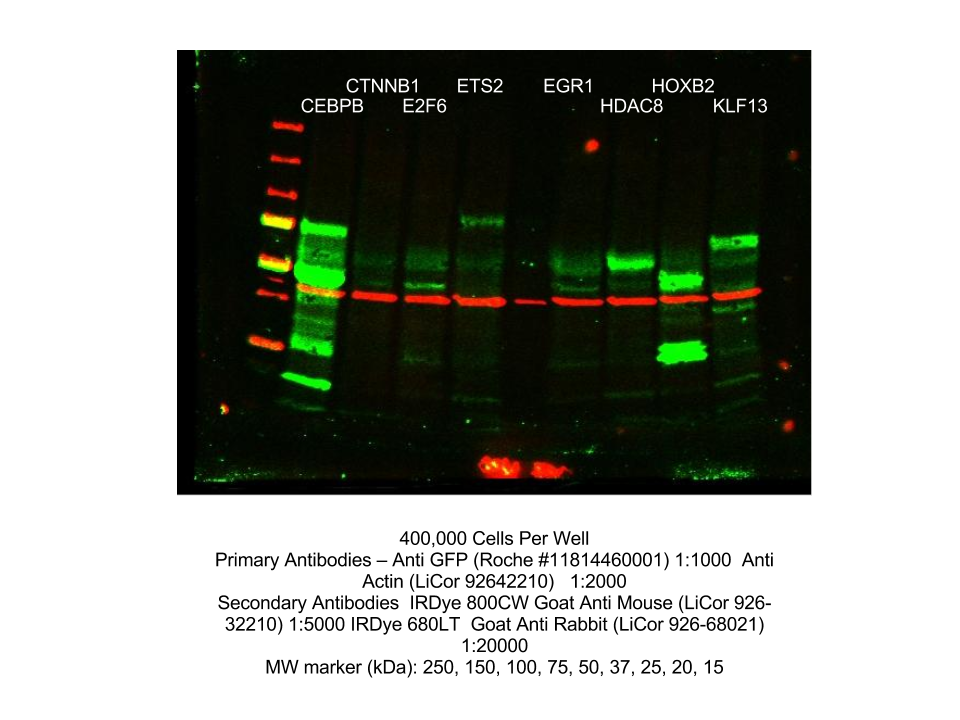 CTNNB1 ETS2 EGR1 HOXB2
CEBPB E2F6 HDAC8 KLF13
400,000 Cells Per Well
Primary Antibodies – Anti GFP (Roche #11814460001) 1:1000  Anti
Actin (LiCor 92642210)   1:2000
Secondary Antibodies  IRDye 800CW Goat Anti Mouse (LiCor 926-
32210) 1:5000 IRDye 680LT  Goat Anti Rabbit (LiCor 926-68021)
1:20000
MW marker (kDa): 250, 150, 100, 75, 50, 37, 25, 20, 15